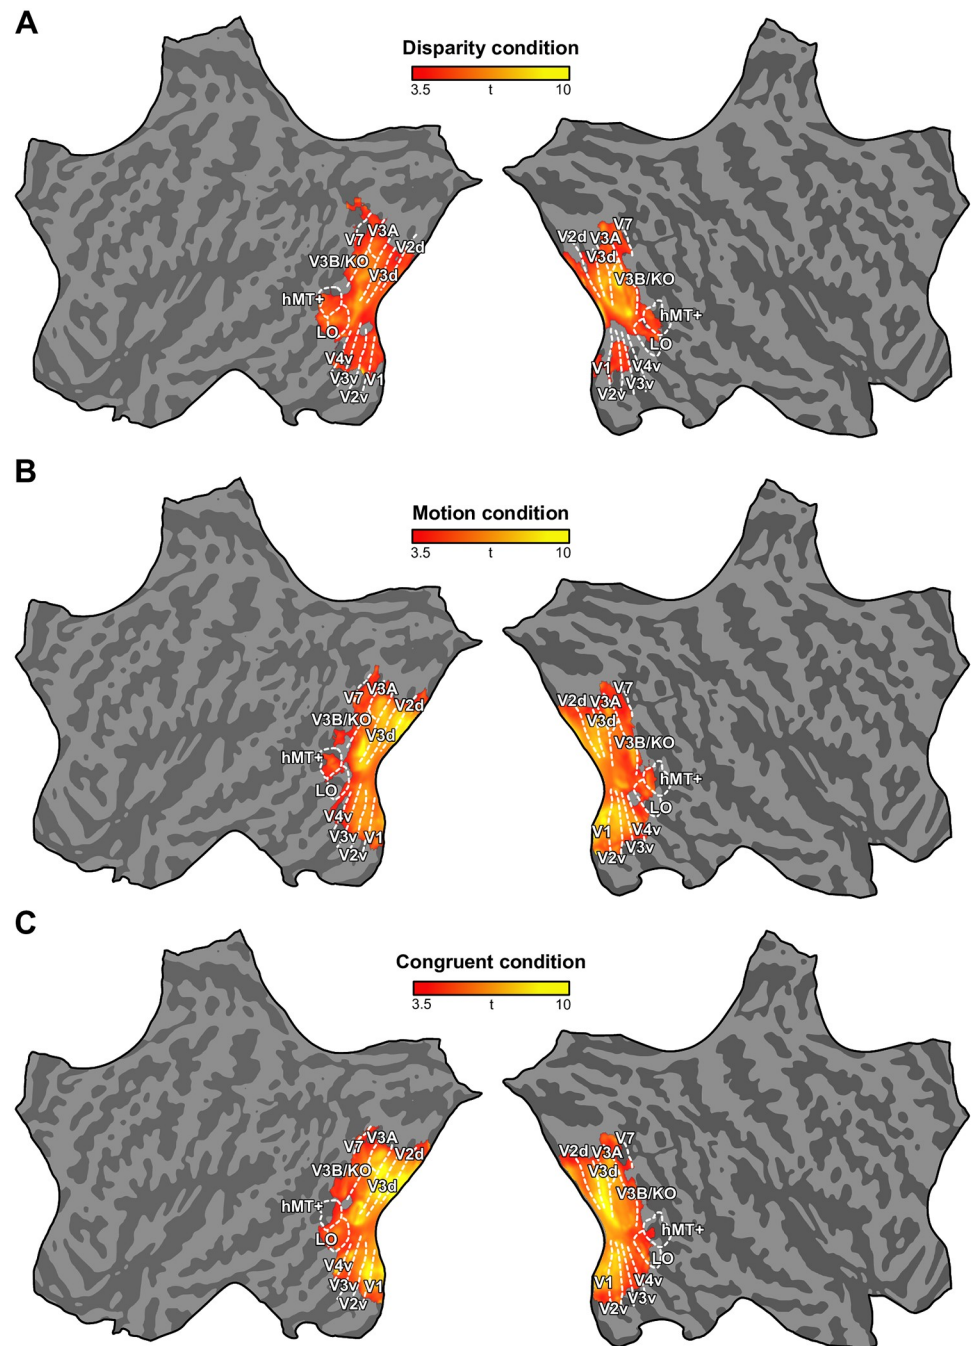 A
Disparity condition
3.5 t 10
V7
V3A
V2d
V3B/KO
V3d
hMT+
LO
V4v
V3v
V1
V2v
V7
V2d
V3A
V3d
V3B/KO
hMT+
LO
V1
V4v
V3v
V2v
B
Motion condition
3.5 t 10
V7
V3A
V2d
V3B/KO
V3d
hMT+
LO
V4v
V3v
V1
V2v
V7
V2d
V3A
V3d
V3B/KO
hMT+
LO
V1
V4v
V3v
V2v
C
Congruent condition
3.5 t 10
V7
V3A
V2d
V3B/KO
V3d
hMT+
LO
V4v
V3v
V1
V2v
V7
V2d
V3A
V3d
V3B/KO
hMT+
LO
V1
V4v
V3v
V2v